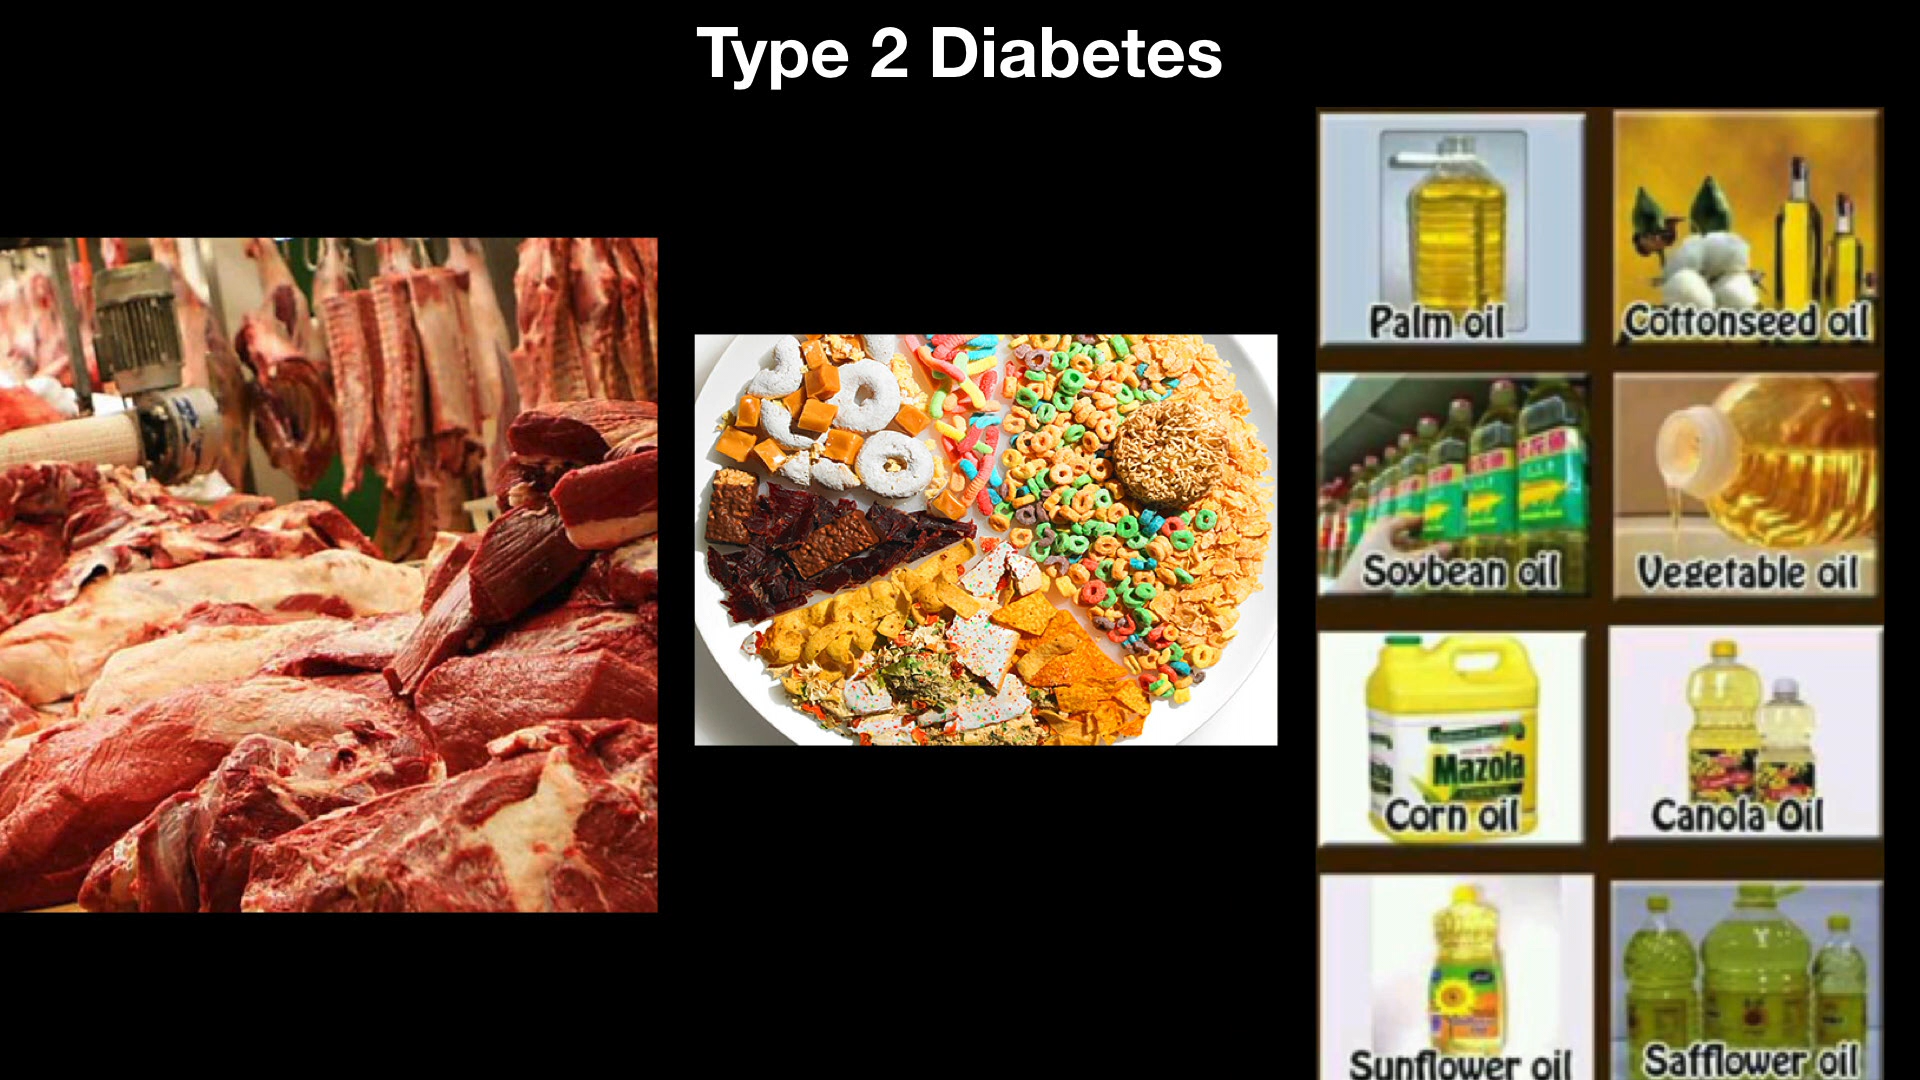 Type 2 Diabetes
Palm oil
Cottonseed oil
Soybean oil
Vegetable oil
Mazola
Corn oil
Canola Oil
Sunflower oil
Safflower oil